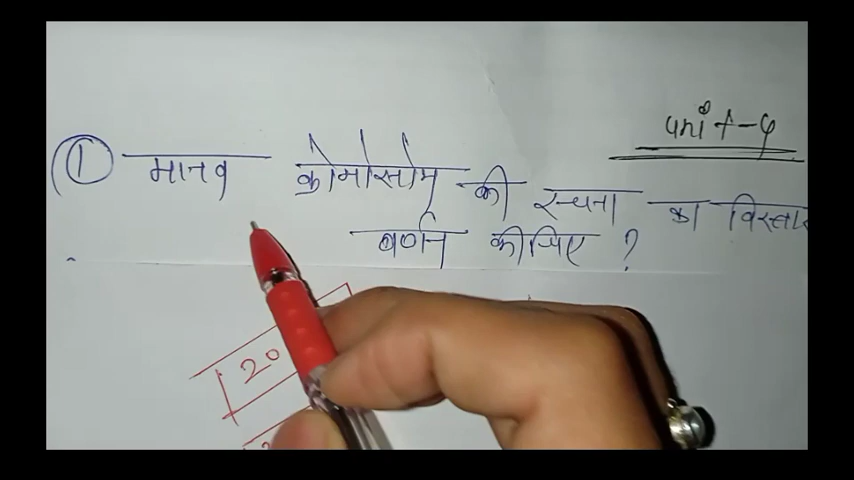 unit-4
① मानव क्रोमोसोम की रचना का विस्तार
वर्णन कीजिए ?
20